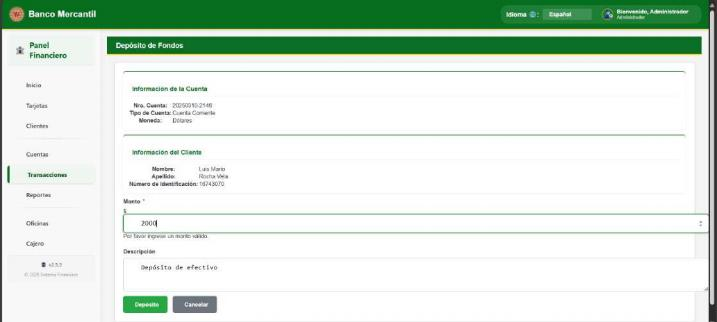 Banco Mercantil
Idioma
Español
Bienvenido, Administrador
Administrador
Panel
Financiero
Depósito de Fondos
Inicio
Tarjetas
Clientes
Cuentas
Transacciones
Reportes
Oficinas
Cajero
v2.5.0
© 2025 Sistema Financiero
Información de la Cuenta
Nro. Cuenta: 20250310-2146
Tipo de Cuenta: Cuenta Corriente
Moneda: Dólares
Información del Cliente
Nombre: Luis Mario
Apellido: Rocha Vela
Número de Identificación: 16743070
Monto *
$
2000
Por favor ingrese un monto válido.
Descripción
Depósito de efectivo
Depósito
Cancelar